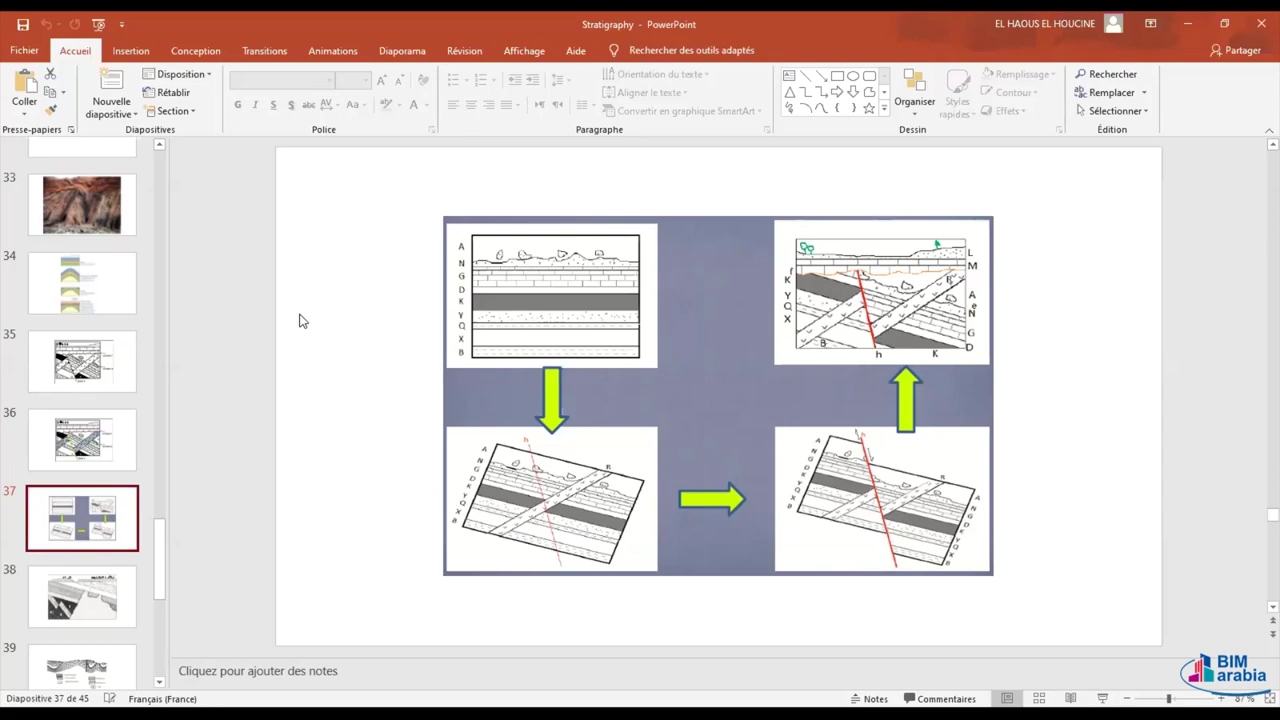 Stratigraphy - PowerPoint
EL HAOUS EL HOUCINE
Fichier Accueil Insertion Conception Transitions Animations Diaporama Révision Affichage Aide Rechercher des outils adaptés Partager
Coller
Nouvelle diapositive
Disposition
Rétablir
Section
Orientation du texte
Aligner le texte
Convertir en graphique SmartArt
Organiser
Styles rapides
Remplissage
Contour
Effets
Rechercher
Remplacer
Sélectionner
Presse-papiers Diapositives Police Paragraphe Dessin Édition
33
34
35
36
37
38
39
A
N
G
D
K
Y
Q
X
B
f
K
Y
Q
X
B
h
K
R
L
M
A
e
N
G
D
h
R
A
N
G
D
K
Y
Q
X
B
h
R
A
N
G
D
K
Y
Q
X
B
A
N
G
D
K
Y
Q
X
B
Cliquez pour ajouter des notes
Diapositive 37 de 45 Français (France) Notes Commentaires 87 %
BIM
arabia